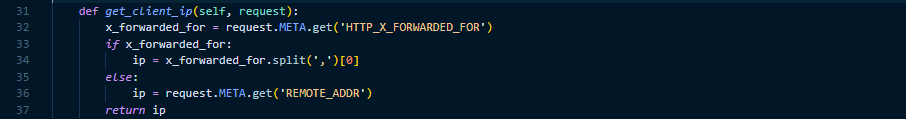 31 def get_client_ip(self, request):
32 x_forwarded_for = request.META.get('HTTP_X_FORWARDED_FOR')
33 if x_forwarded_for:
34 ip = x_forwarded_for.split(',')[0]
35 else:
36 ip = request.META.get('REMOTE_ADDR')
37 return ip